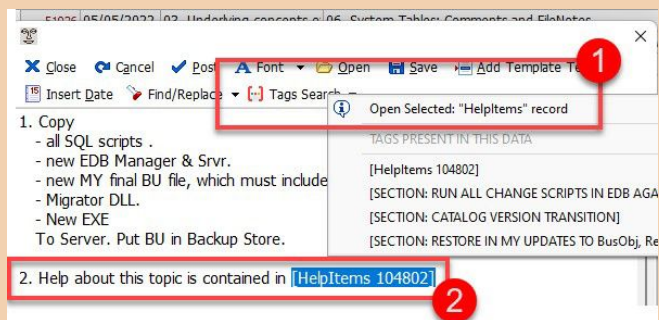 51026 05/05/2022 03. Underlying concepts o 06. System Tables: Comments and FileNotes
Close Cancel Post Font Open Save Add Template Te
1
15 Insert Date Find/Replace Tags Search
Open Selected: "HelpItems" record
TAGS PRESENT IN THIS DATA
[HelpItems 104802]
[SECTION: RUN ALL CHANGE SCRIPTS IN EDB AGA
[SECTION: CATALOG VERSION TRANSITION]
[SECTION: RESTORE IN MY UPDATES TO BusObj, Re
1. Copy
- all SQL scripts .
- new EDB Manager & Srvr.
- new MY final BU file, which must include
- Migrator DLL.
- New EXE
To Server. Put BU in Backup Store.
2. Help about this topic is contained in [HelpItems 104802]
2